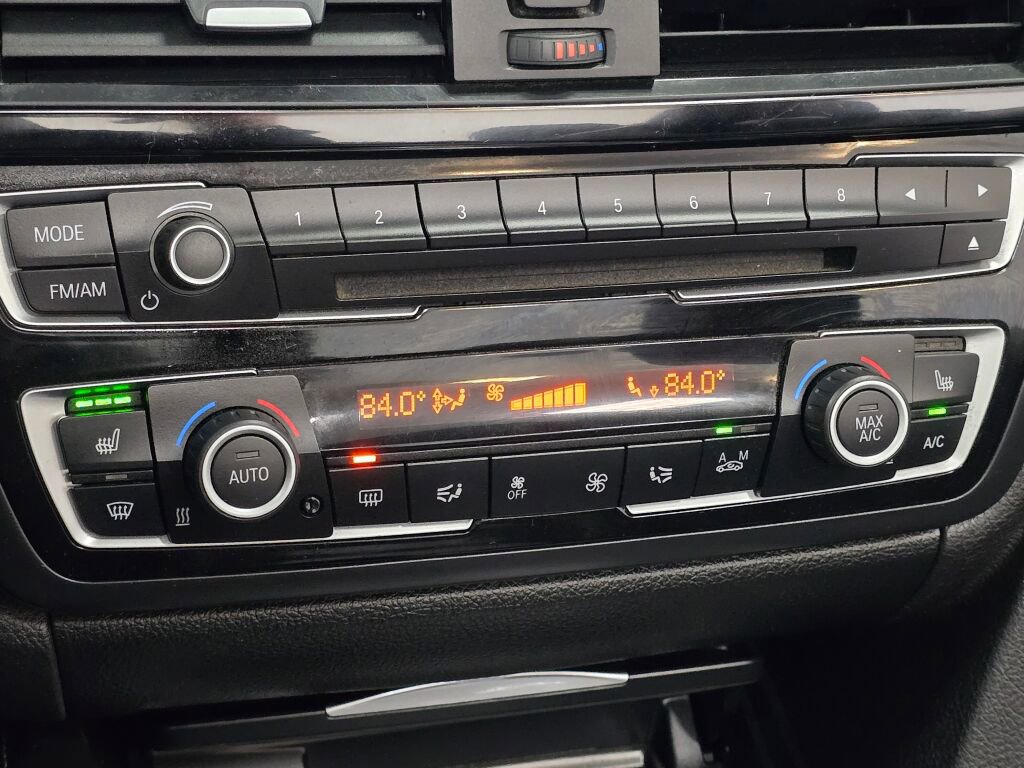 MODE
1 2 3 4 5 6 7 8
FM/AM
84.0° 84.0°
AUTO
OFF
A M
MAX
A/C
A/C